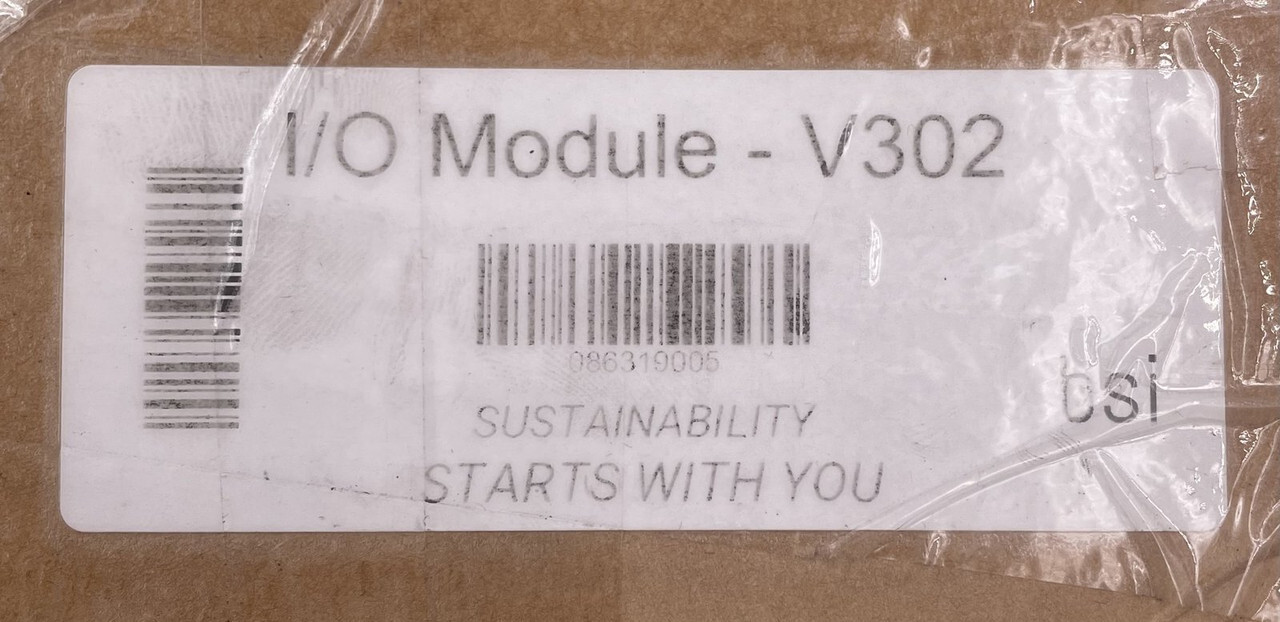 I/O Module - V302
086319005
SUSTAINABILITY
STARTS WITH YOU